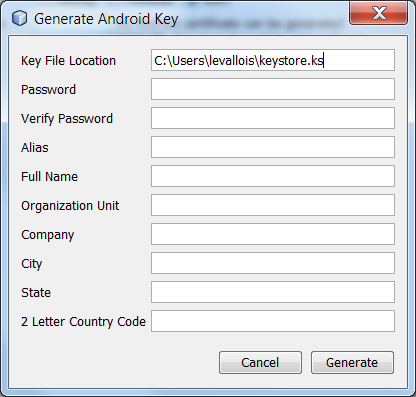 Generate Android Key
Key File Location C:\Users\levallois\keystore.ks
Password
Verify Password
Alias
Full Name
Organization Unit
Company
City
State
2 Letter Country Code
Cancel Generate